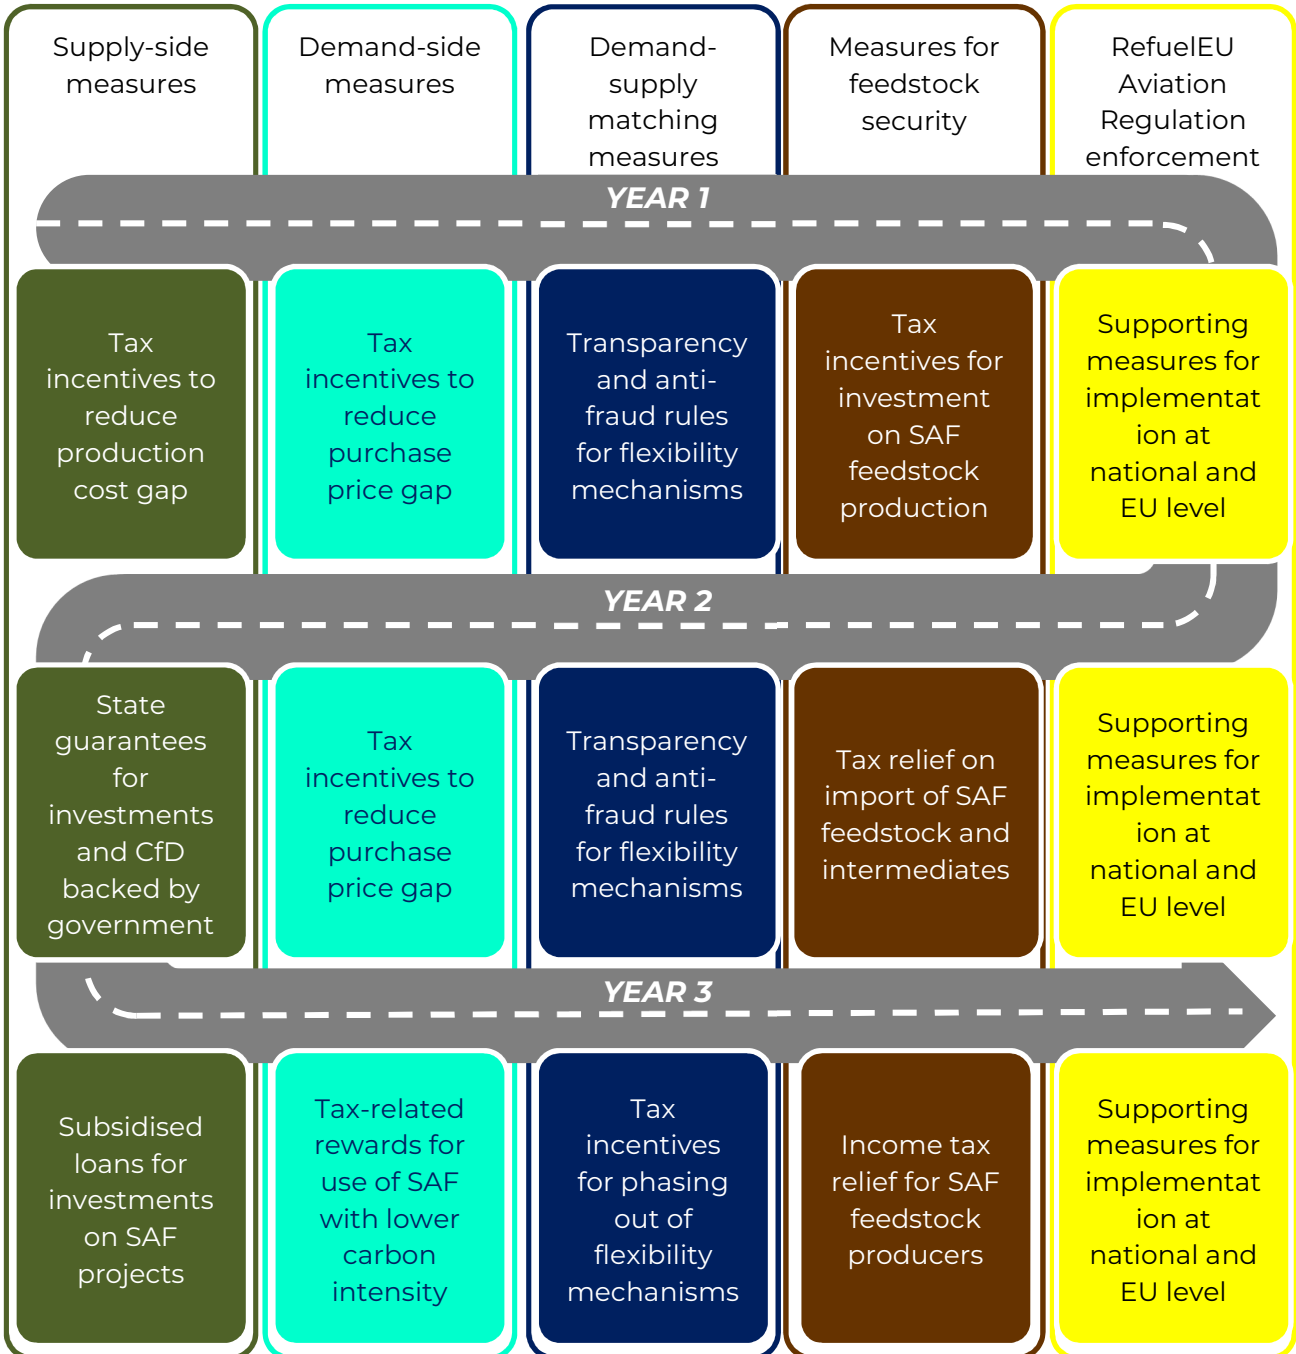 Supply-side
measures
Demand-side
measures
Demand-
supply
matching
measures
Measures for
feedstock
security
RefuelEU
Aviation
Regulation
enforcement
YEAR 1
Tax
incentives to
reduce
production
cost gap
Tax
incentives to
reduce
purchase
price gap
Transparency
and anti-
fraud rules
for flexibility
mechanisms
Tax
incentives for
investment
on SAF
feedstock
production
Supporting
measures for
implementat
ion at
national and
EU level
YEAR 2
State
guarantees
for
investments
and CfD
backed by
government
Tax
incentives to
reduce
purchase
price gap
Transparency
and anti-
fraud rules
for flexibility
mechanisms
Tax relief on
import of SAF
feedstock and
intermediates
Supporting
measures for
implementat
ion at
national and
EU level
YEAR 3
Subsidised
loans for
investments
on SAF
projects
Tax-related
rewards for
use of SAF
with lower
carbon
intensity
Tax
incentives
for phasing
out of
flexibility
mechanisms
Income tax
relief for SAF
feedstock
producers
Supporting
measures for
implementat
ion at
national and
EU level